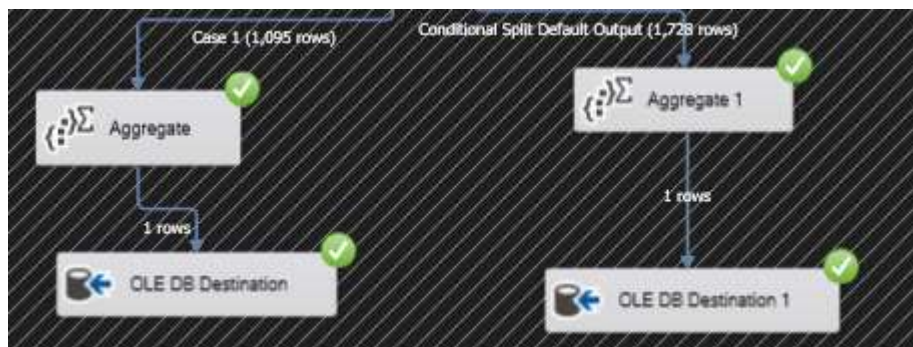 Case 1 (1,095 rows)
Conditional Split Default Output (1,728 rows)
Aggregate
Aggregate 1
1 rows
1 rows
OLE DB Destination
OLE DB Destination 1